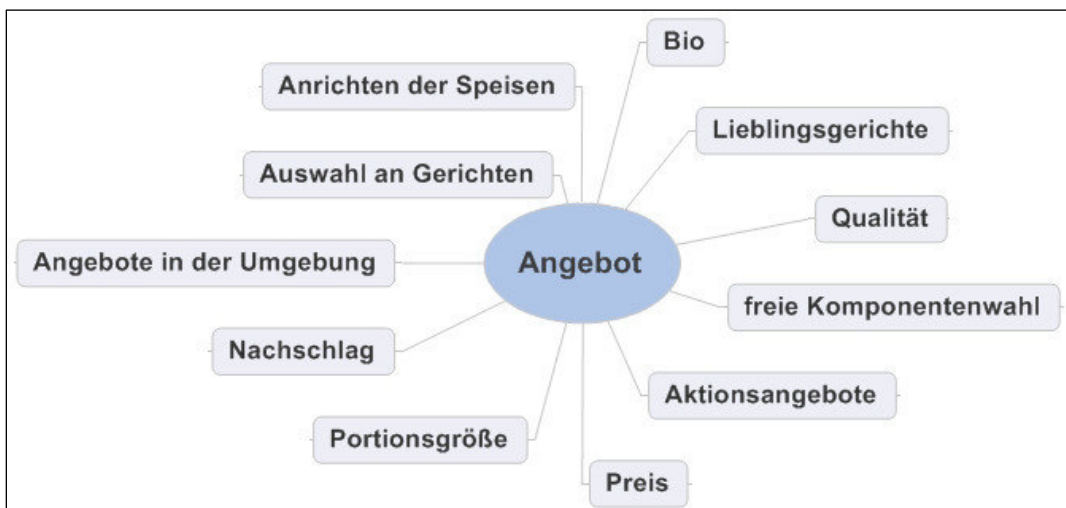 Bio
Anrichten der Speisen
Lieblingsgerichte
Auswahl an Gerichten
Qualität
Angebote in der Umgebung
Angebot
freie Komponentenwahl
Nachschlag
Aktionsangebote
Portionsgröße
Preis